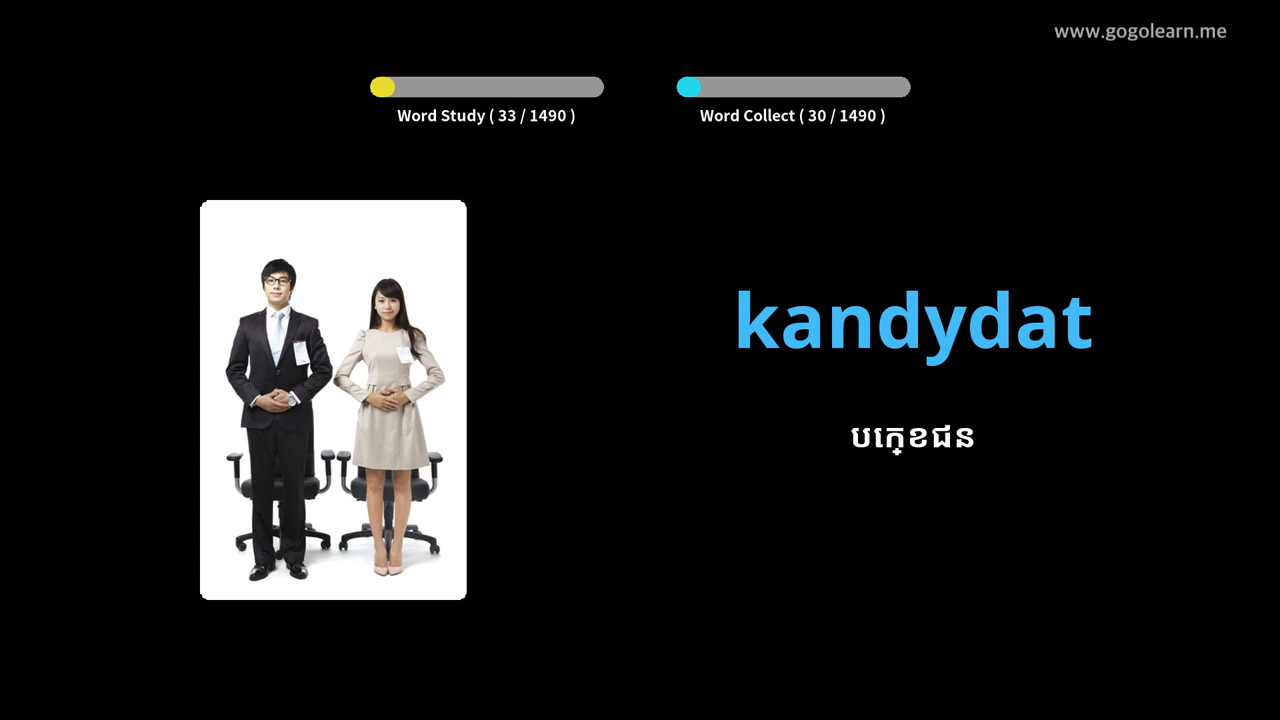 www.gogolearn.me
Word Study ( 33 / 1490 )
Word Collect ( 30 / 1490 )
kandydat
បេក្ខជន